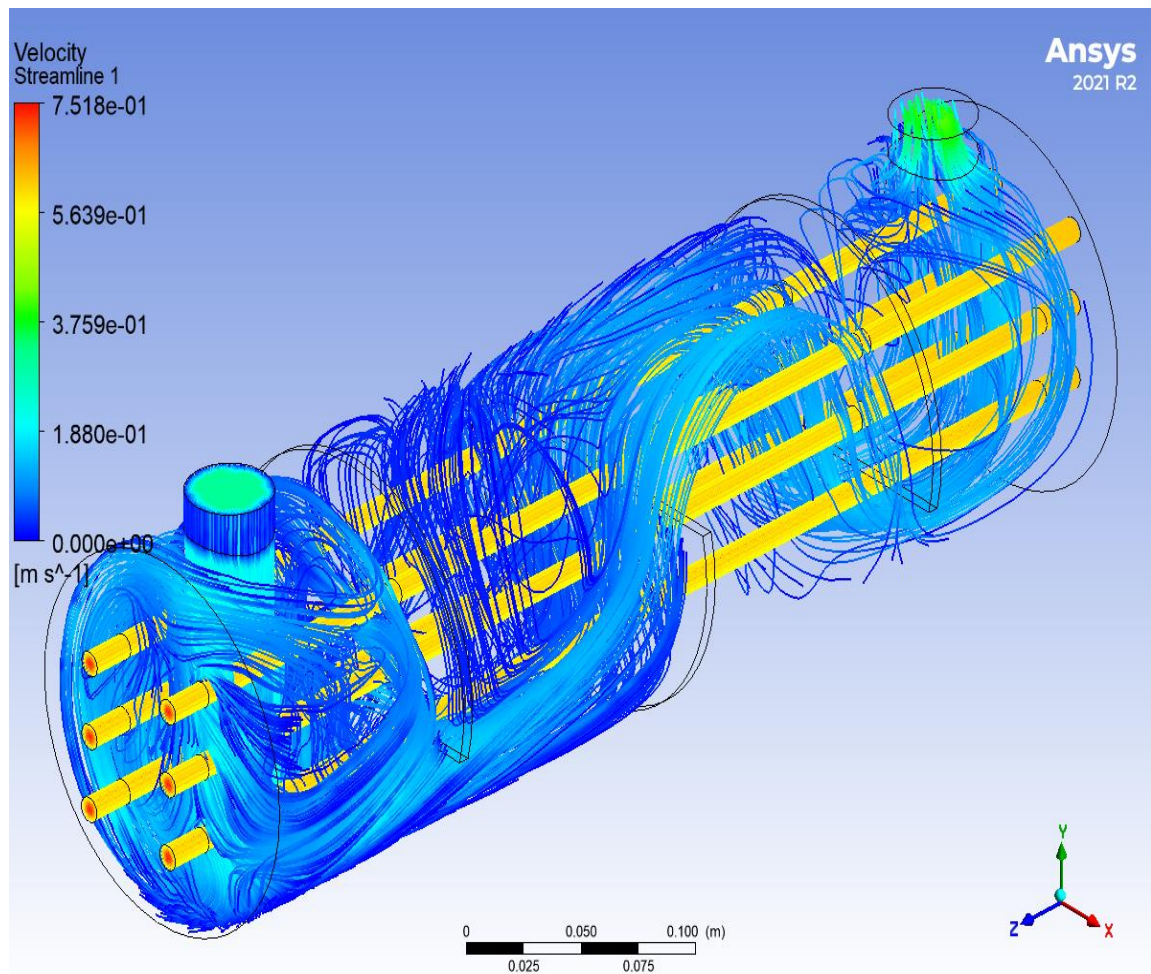 Velocity
Streamline 1
7.518e-01
5.639e-01
3.759e-01
1.880e-01
0.000e+00
[m s^-1]
Ansys
2021 R2
0 0.050 0.100 (m)
0.025 0.075
Y
Z
X